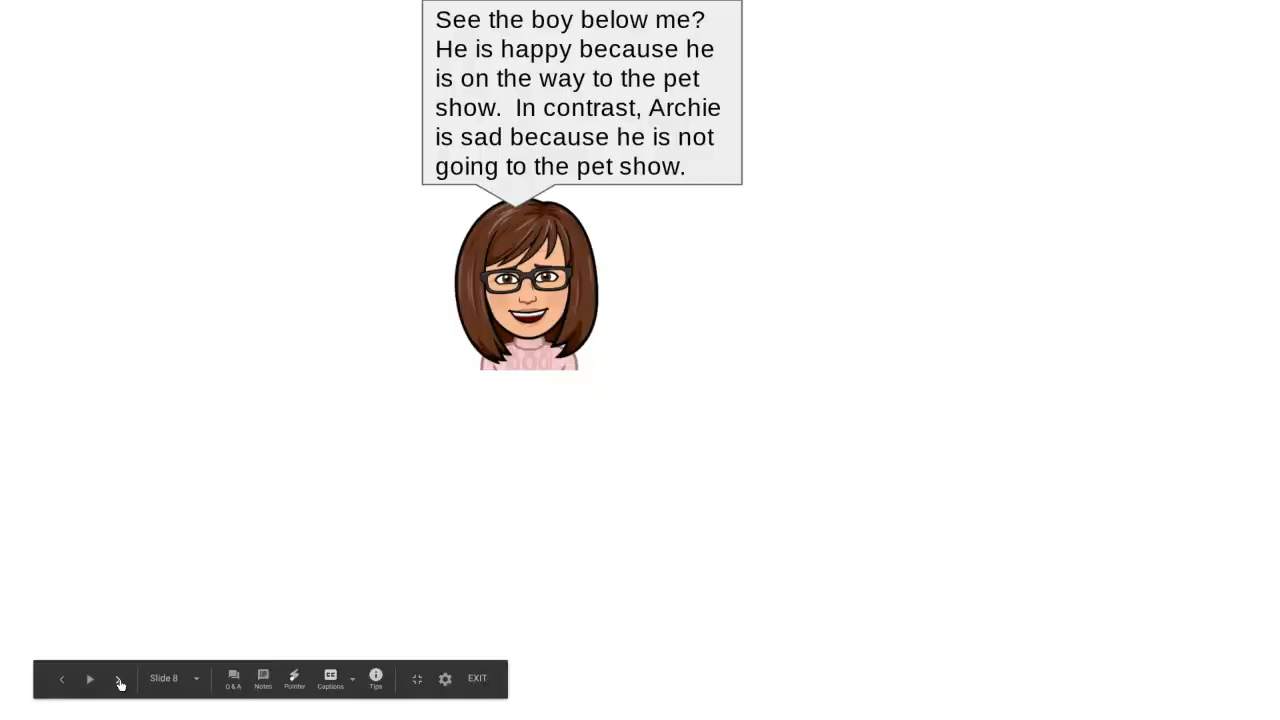 See the boy below me?
He is happy because he
is on the way to the pet
show.  In contrast, Archie
is sad because he is not
going to the pet show.
Slide 8
Q & A
Notes
Pointer
Captions
Tips
EXIT